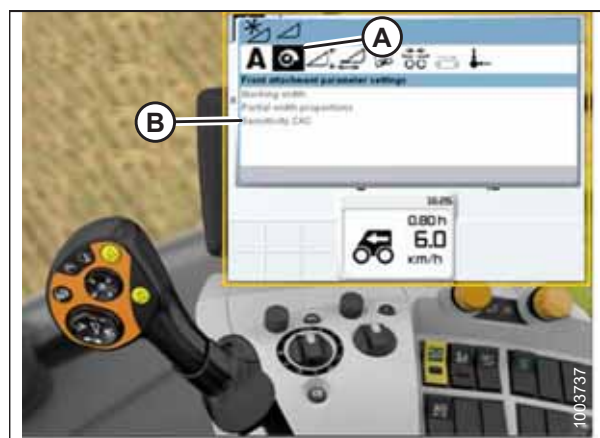 A
A
Front attachment parameter settings
Working width
Partial width proportions
B
Sensitivity CAC
0.80 h
6.0
km/h
1003737